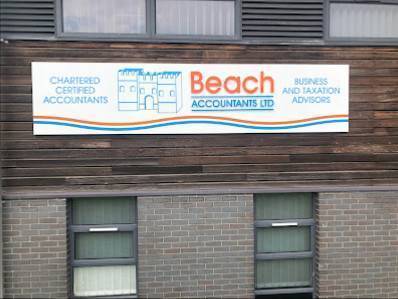 CHARTERED
CERTIFIED
ACCOUNTANTS
Beach
ACCOUNTANTS LTD
BUSINESS
AND TAXATION
ADVISORS